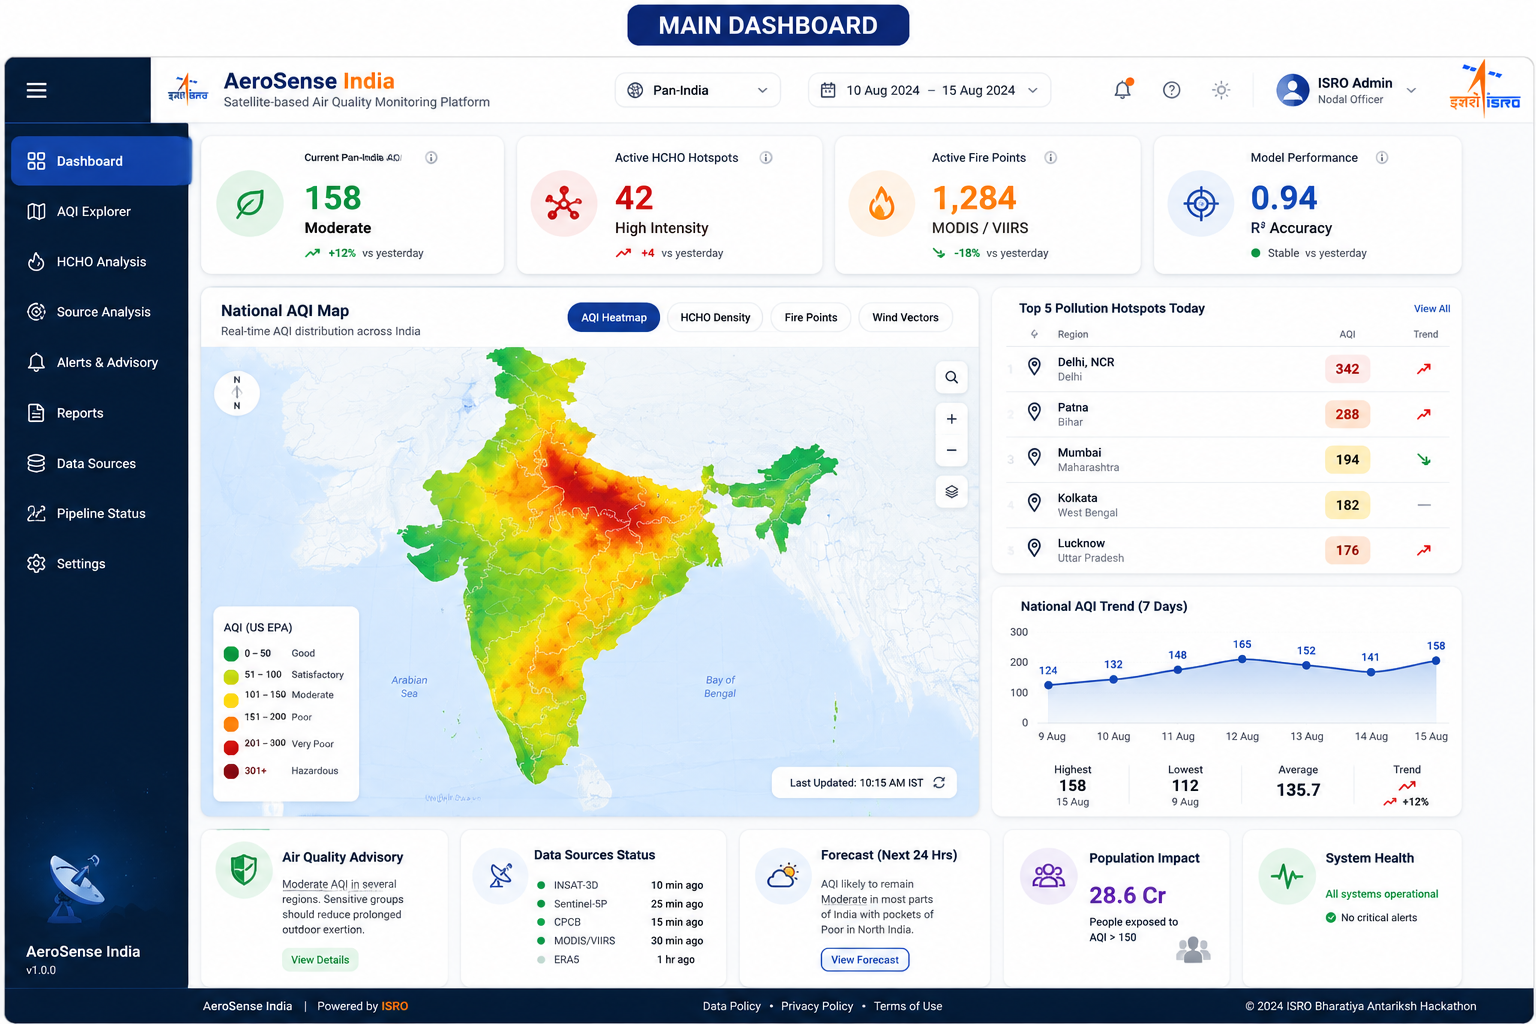 MAIN DASHBOARD
इसरो isro
AeroSense India
Satellite-based Air Quality Monitoring Platform
Pan-India
10 Aug 2024 – 15 Aug 2024
ISRO Admin
Nodal Officer
इसरो isro
Dashboard
AQI Explorer
HCHO Analysis
Source Analysis
Alerts & Advisory
Reports
Data Sources
Pipeline Status
Settings
AeroSense India
v1.0.0
Current Pan-India AQI
158
Moderate
+12% vs yesterday
Active HCHO Hotspots
42
High Intensity
+4 vs yesterday
Active Fire Points
1,284
MODIS / VIIRS
-18% vs yesterday
Model Performance
0.94
R³ Accuracy
Stable vs yesterday
National AQI Map
Real-time AQI distribution across India
AQI Heatmap
HCHO Density
Fire Points
Wind Vectors
N
N
AQI (US EPA)
0 – 50 Good
51 – 100 Satisfactory
101 – 150 Moderate
151 – 200 Poor
201 – 300 Very Poor
301+ Hazardous
Arabian
Sea
Bay of
Bengal
Last Updated: 10:15 AM IST
Top 5 Pollution Hotspots Today
View All
Region AQI Trend
1 Delhi, NCR 342
Delhi
2 Patna 288
Bihar
3 Mumbai 194
Maharashtra
Kolkata 182 —
West Bengal
5 Lucknow 176
Uttar Pradesh
National AQI Trend (7 Days)
300
200
100
0
124
132
148
165
152
141
158
9 Aug 10 Aug 11 Aug 12 Aug 13 Aug 14 Aug 15 Aug
Highest
158
15 Aug
Lowest
112
9 Aug
Average
135.7
Trend
+12%
Air Quality Advisory
Moderate AQI in several
regions. Sensitive groups
should reduce prolonged
outdoor exertion.
View Details
Data Sources Status
INSAT-3D 10 min ago
Sentinel-5P 25 min ago
CPCB 15 min ago
MODIS/VIIRS 30 min ago
ERA5 1 hr ago
Forecast (Next 24 Hrs)
AQI likely to remain
Moderate in most parts
of India with pockets of
Poor in North India.
View Forecast
Population Impact
28.6 Cr
People exposed to
AQI > 150
System Health
All systems operational
No critical alerts
AeroSense India | Powered by ISRO
Data Policy • Privacy Policy • Terms of Use
© 2024 ISRO Bharatiya Antariksh Hackathon